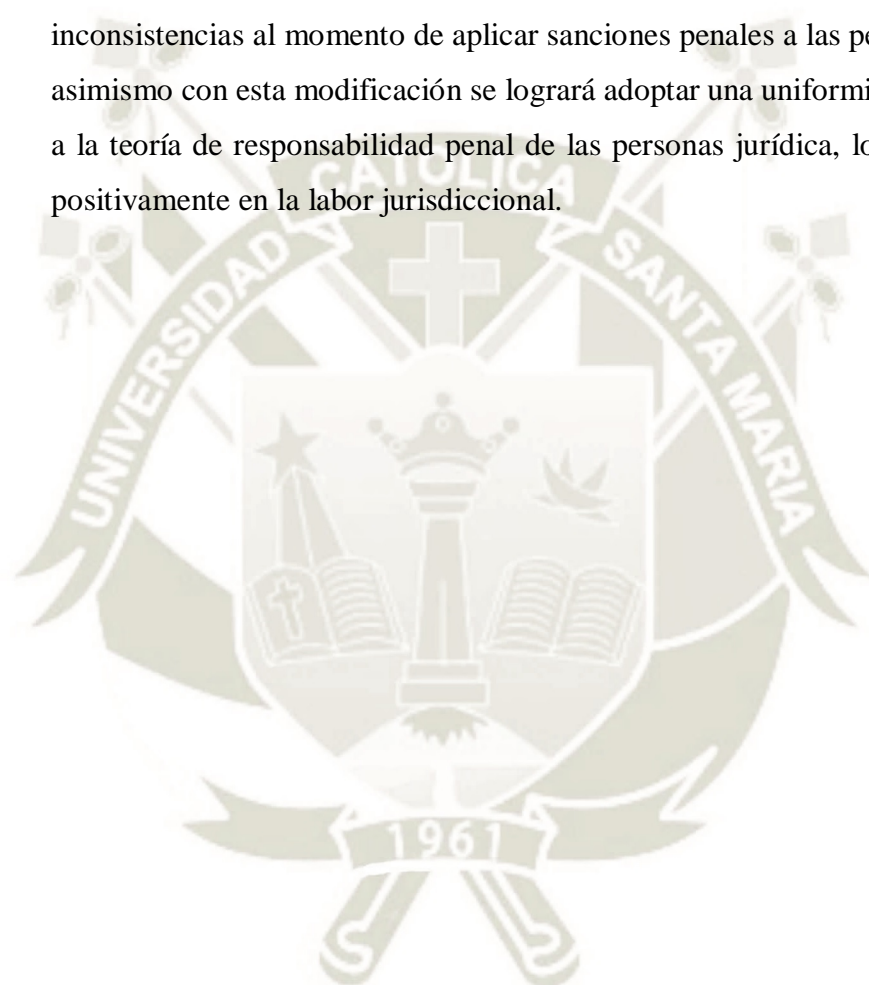 inconsistencias al momento de aplicar sanciones penales a las pe
asimismo con esta modificación se logrará adoptar una uniformi
a la teoría de responsabilidad penal de las personas jurídica, lo
positivamente en la labor jurisdiccional.
UNIVERSIDAD CATOLICA SANTA MARIA
1961